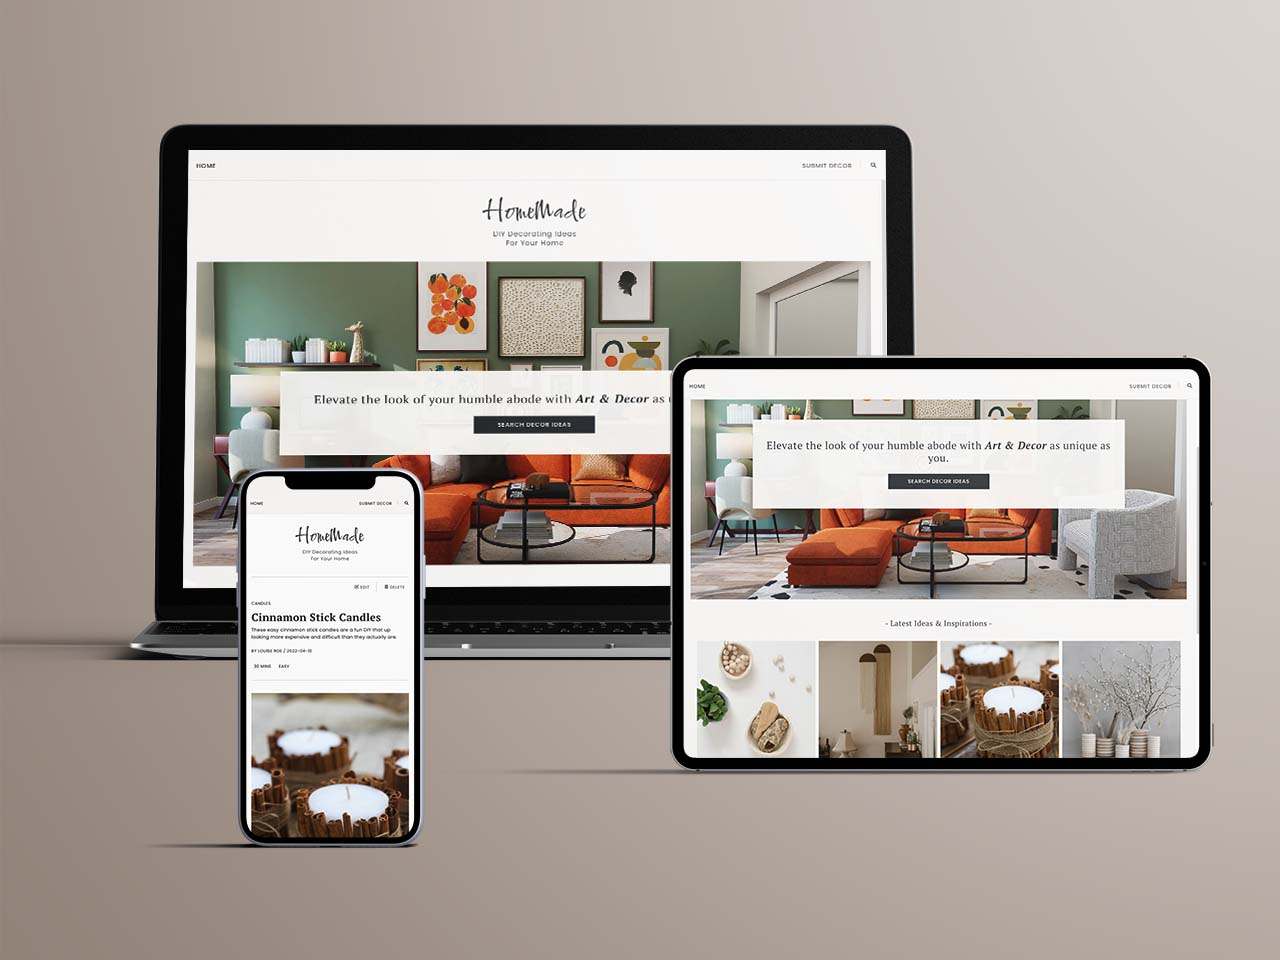 HOME
SUBMIT DECOR
HomeMade
DIY Decorating Ideas
For Your Home
Elevate the look of your humble abode with Art & Decor as
SEARCH DECOR IDEAS
HOME
SUBMIT DECOR
HomeMade
DIY Decorating Ideas
For Your Home
EDIT
DELETE
CANDLES
Cinnamon Stick Candles
These easy cinnamon stick candles are a fun DIY that up
looking more expensive and difficult than they actually are.
BY LOUISE ROE / 2022-04-10
30 MINS EASY
HOME
SUBMIT DECOR
Elevate the look of your humble abode with Art & Decor as unique as
you.
SEARCH DECOR IDEAS
- Latest Ideas & Inspirations -